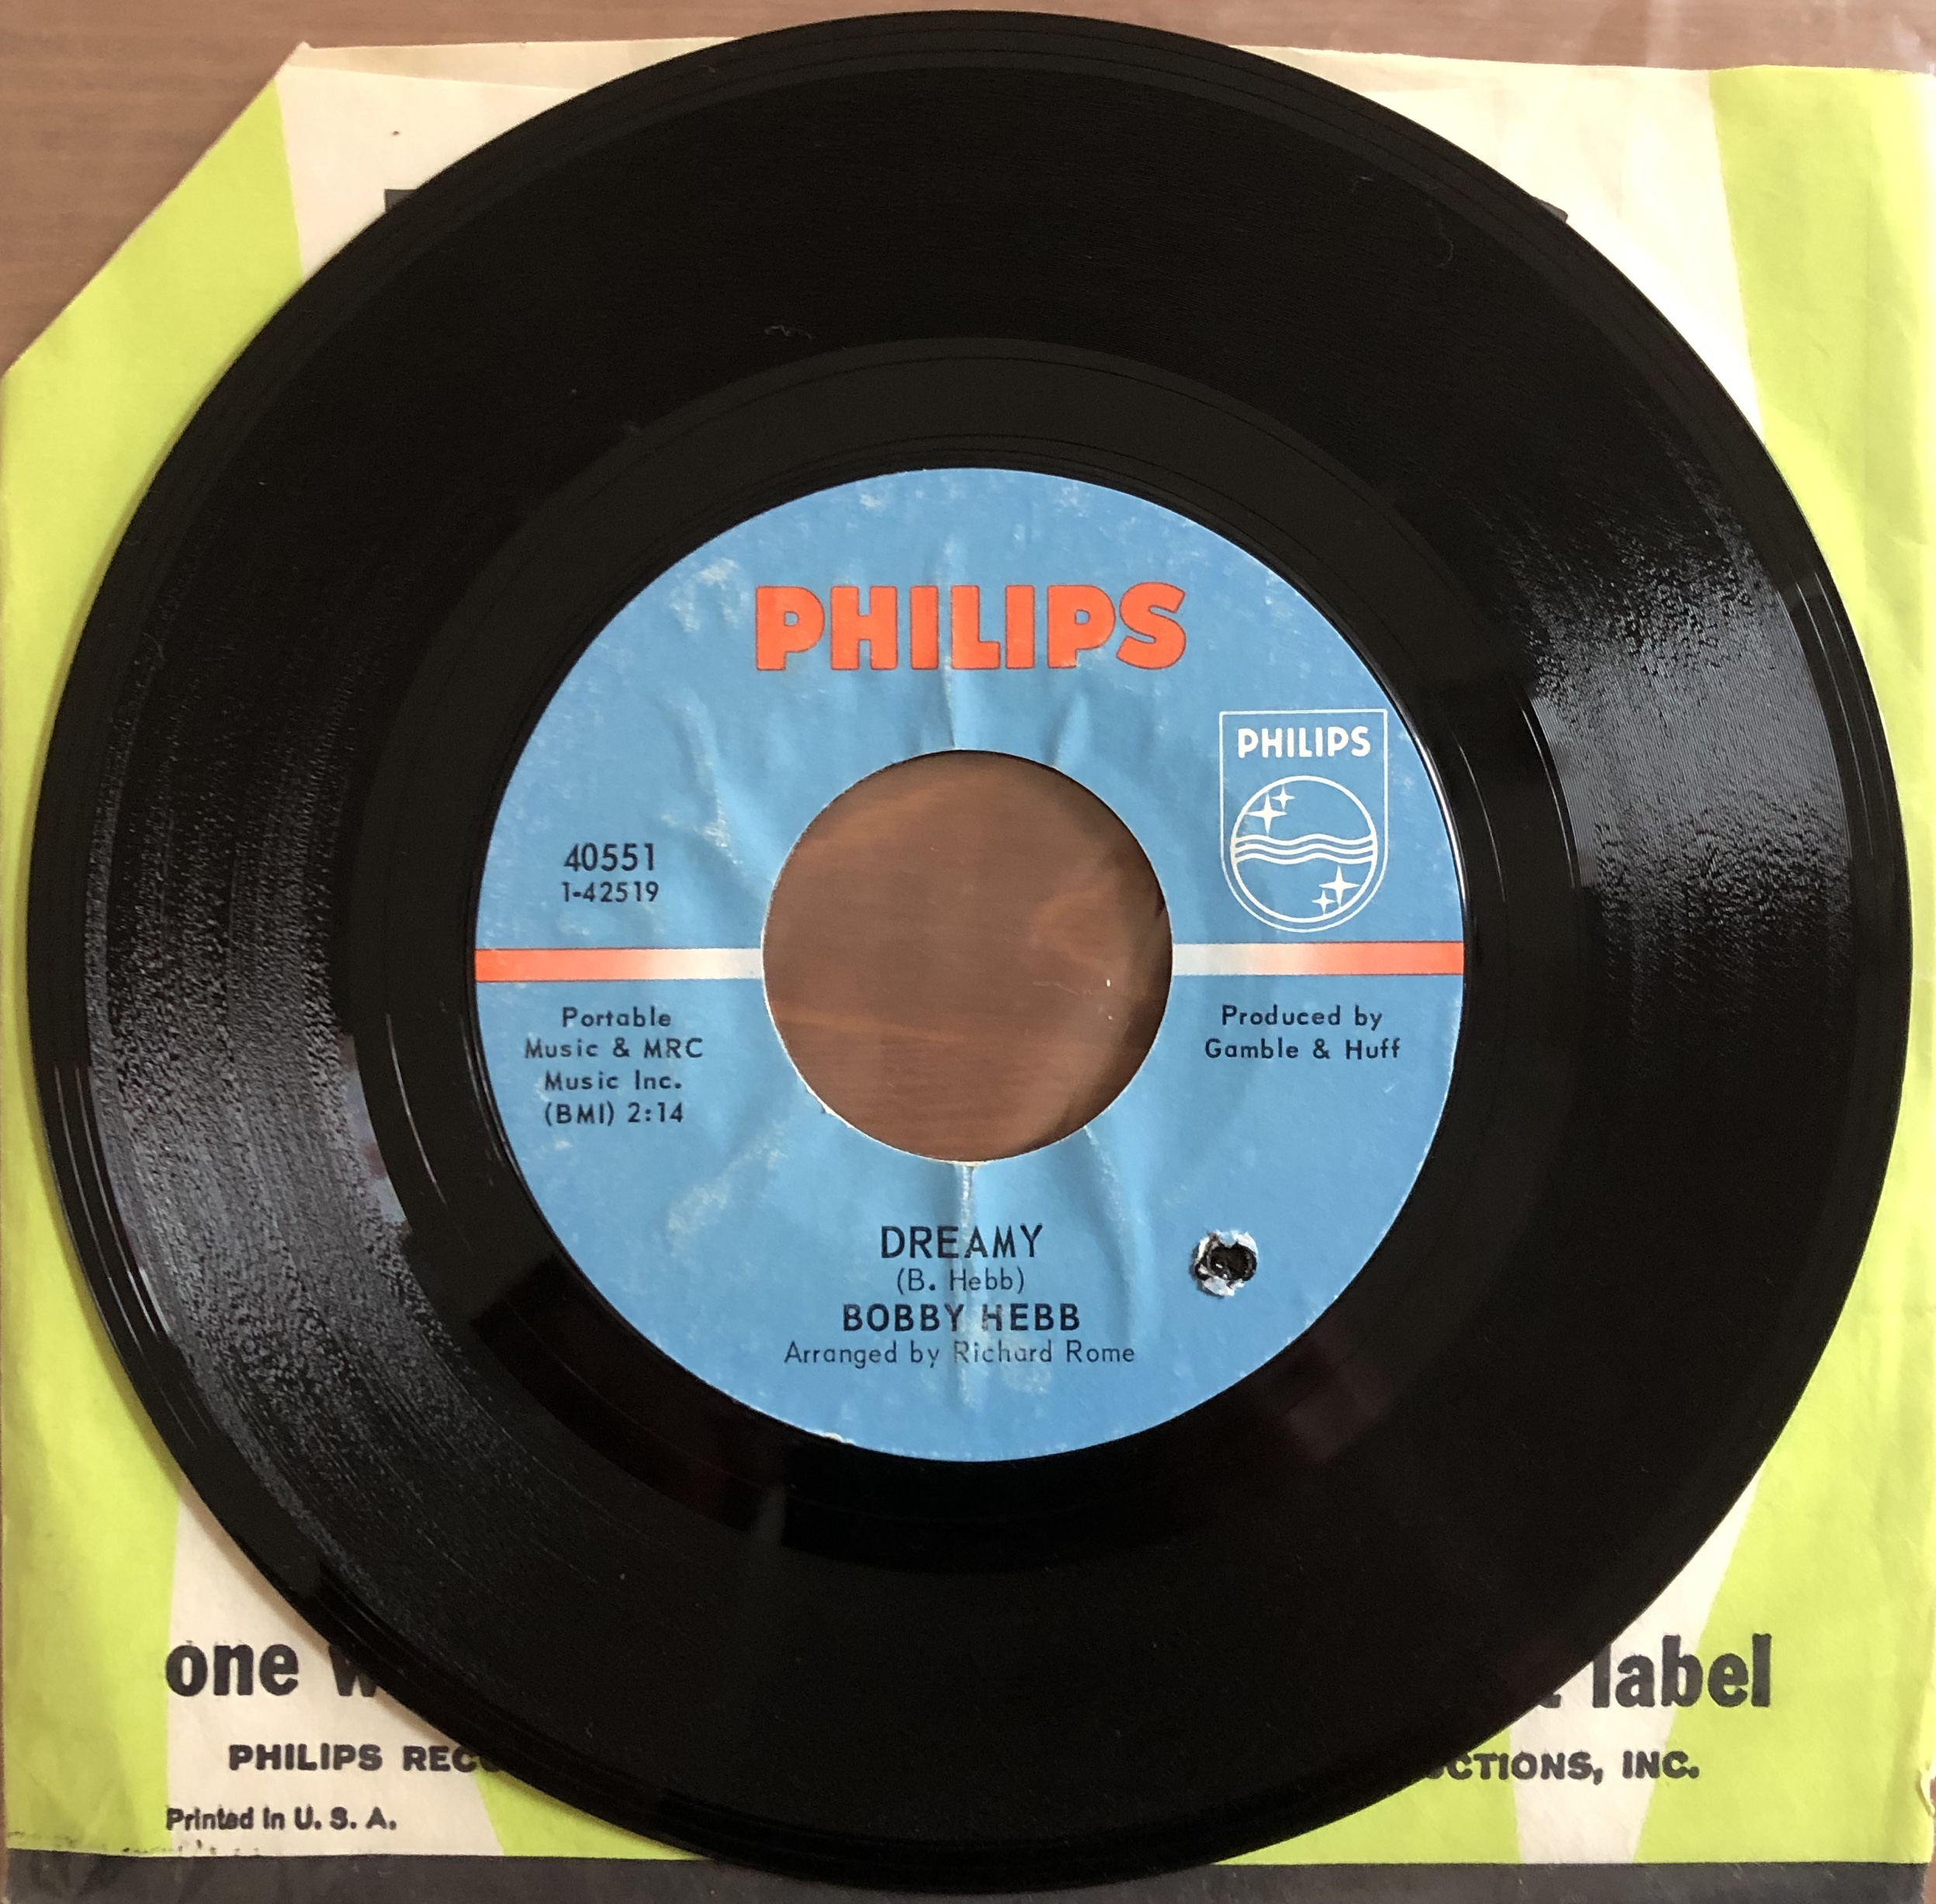 PHILIPS
PHILIPS
40551
1-42519
Portable
Music & MRC
Music Inc.
(BMI) 2:14
Produced by
Gamble & Huff
DREAMY
(B. Hebb)
BOBBY HEBB
Arranged by Richard Rome
one label
PHILIPS INC.
Printed in U. S. A.